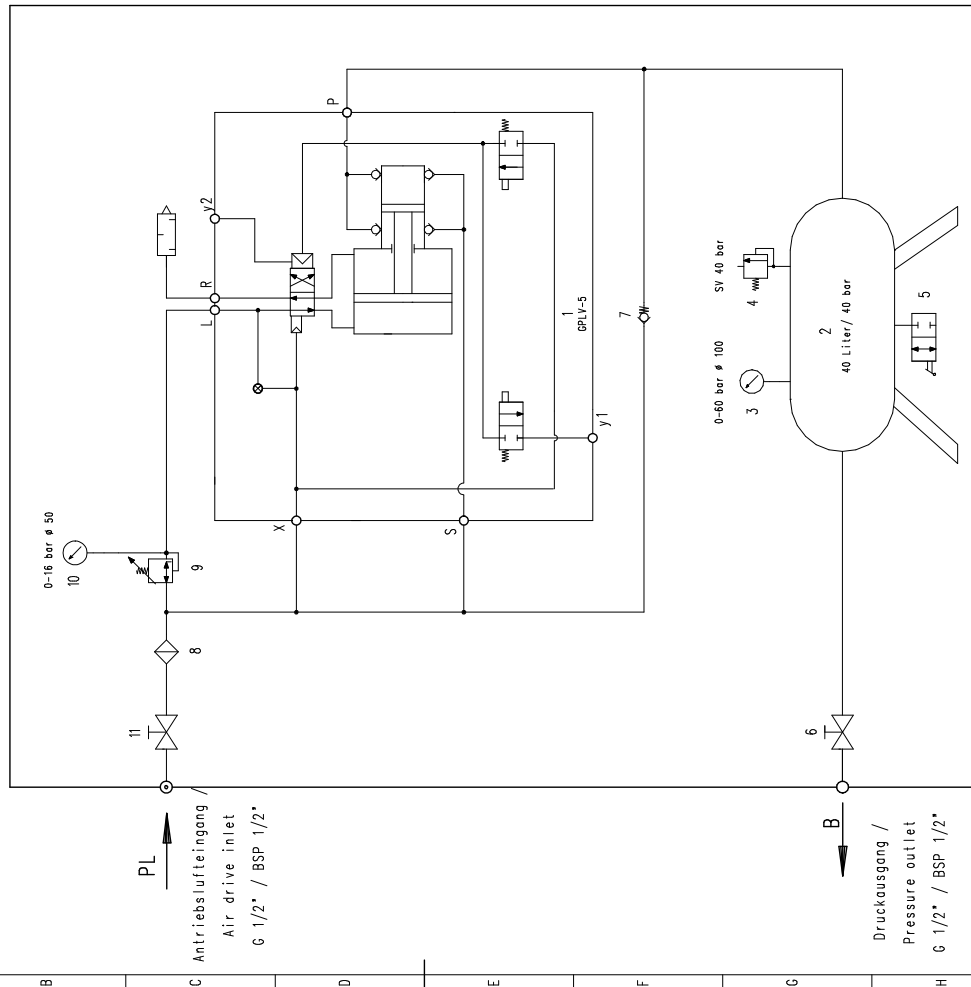 0-16 bar ø 50
10
9
8
11
PL
Antriebslufteingang /
Air drive inlet
G 1/2" / BSP 1/2"
L
R
y2
P
X
S
y1
1
GPLV-5
7
SV 40 bar
4
0-60 bar ø 100
3
2
40 Liter/ 40 bar
5
6
B
Druckausgang /
Pressure outlet
G 1/2" / BSP 1/2"
B
C
D
E
F
G
H